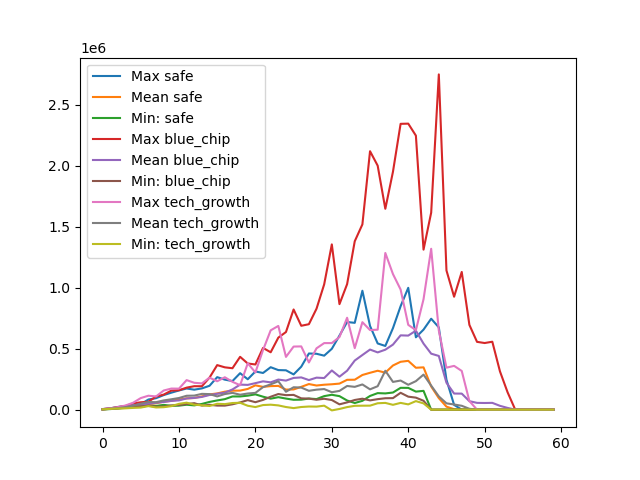 1e6
Max safe
Mean safe
Min: safe
Max blue_chip
Mean blue_chip
Min: blue_chip
Max tech_growth
Mean tech_growth
Min: tech_growth
2.5
2.0
1.5
1.0
0.5
0.0
0 10 20 30 40 50 60